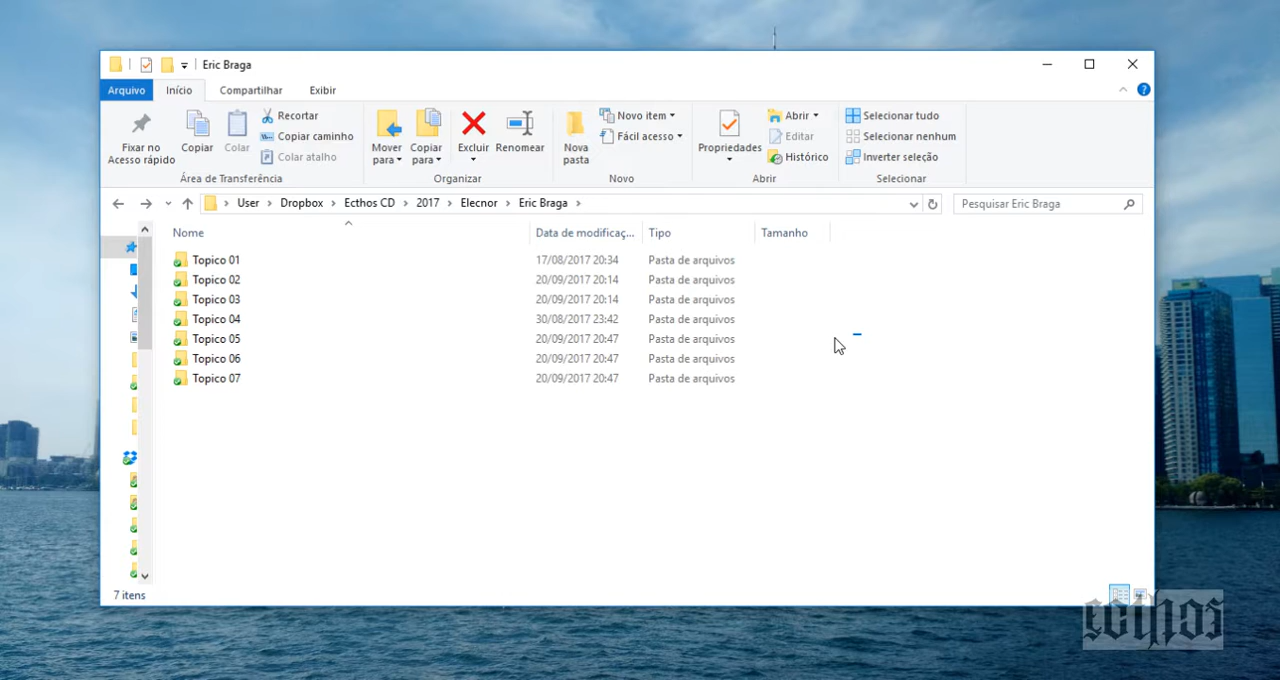 Eric Braga
Arquivo Início Compartilhar Exibir
Fixar no Acesso rápido
Copiar
Colar
Recortar
Copiar caminho
Colar atalho
Área de Transferência
Mover para
Copiar para
Excluir
Renomear
Organizar
Nova pasta
Novo item
Fácil acesso
Novo
Propriedades
Abrir
Editar
Histórico
Abrir
Selecionar tudo
Selecionar nenhum
Inverter seleção
Selecionar
User > Dropbox > Ecthos CD > 2017 > Elecnor > Eric Braga >
Pesquisar Eric Braga
Nome Data de modificaç... Tipo Tamanho
Topico 01 17/08/2017 20:34 Pasta de arquivos
Topico 02 20/09/2017 20:14 Pasta de arquivos
Topico 03 20/09/2017 20:14 Pasta de arquivos
Topico 04 30/08/2017 23:42 Pasta de arquivos
Topico 05 20/09/2017 20:47 Pasta de arquivos
Topico 06 20/09/2017 20:47 Pasta de arquivos
Topico 07 20/09/2017 20:47 Pasta de arquivos
7 itens
ecthos